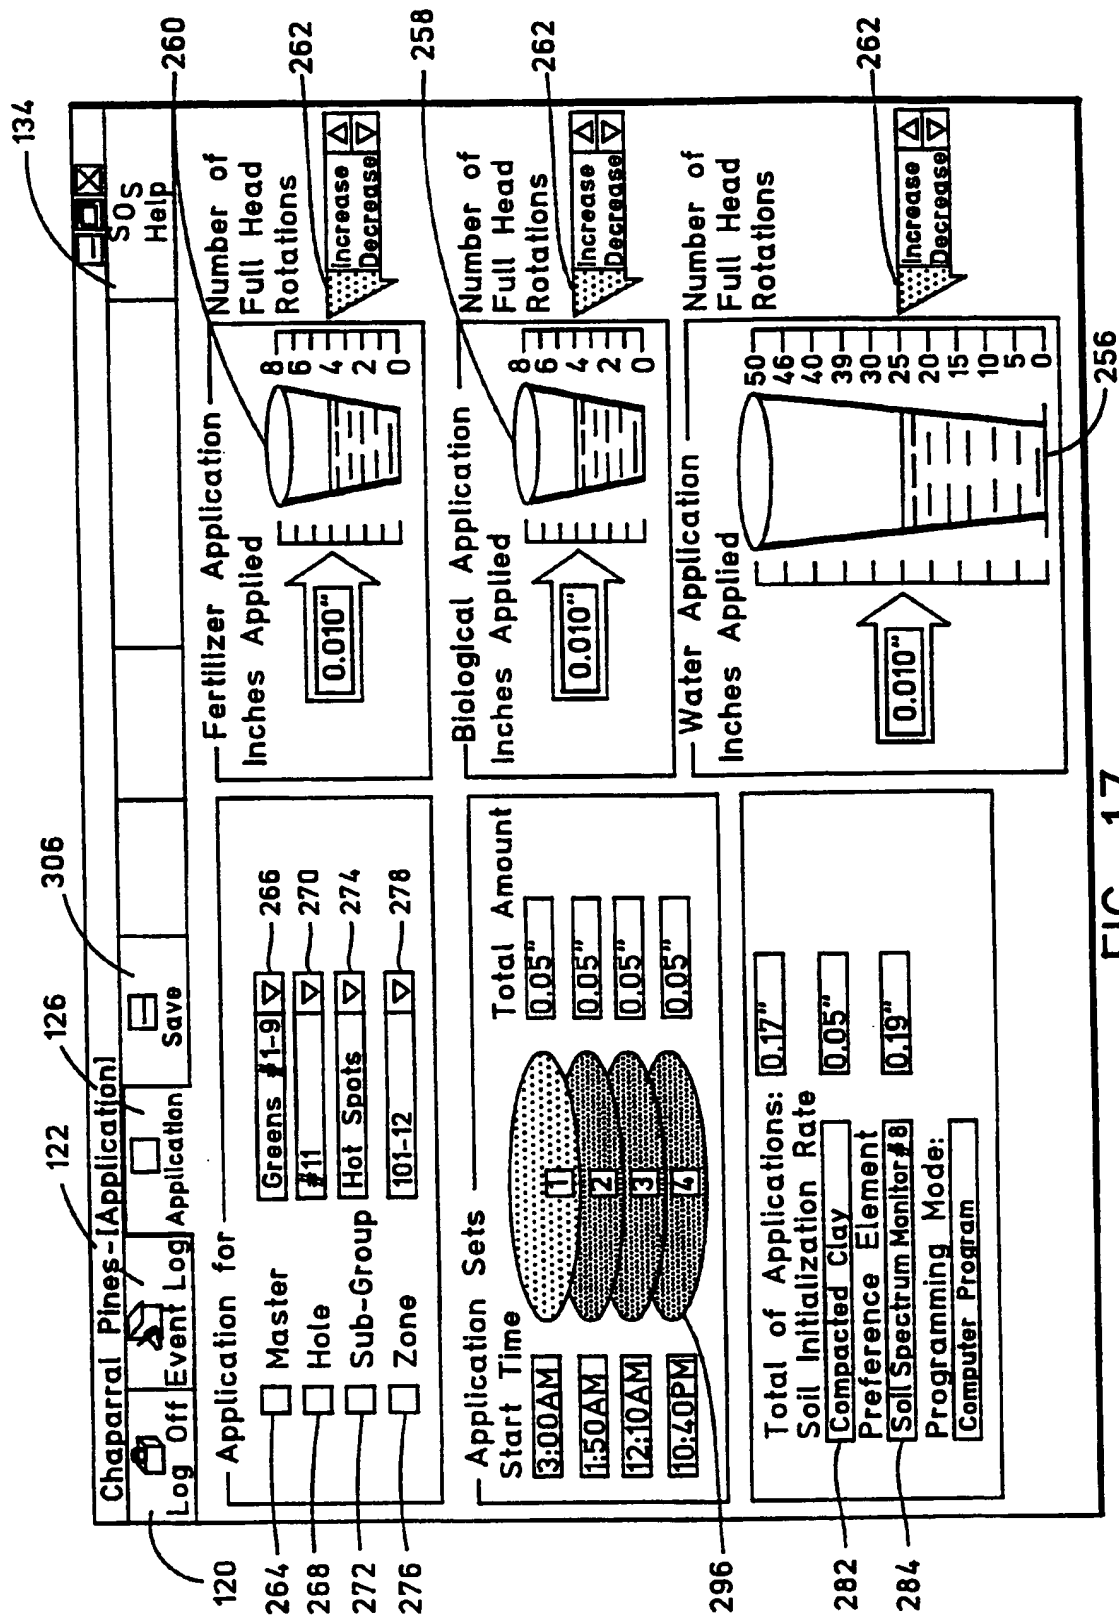 122
126
306
134
Chaparral Pines-[Application]
Log Off
Event Log
Application
Save
SOS
Help
120
260
Application for
264
Master
Greens #1-9
266
268
Hole
#11
270
272
Sub-Group
Hot Spots
274
276
Zone
101-12
278
Fertilizer Application
Inches Applied
0.010"
8
6
4
2
0
Number of
Full Head
Rotations
Increase
Decrease
262
Application Sets
Start Time
Total Amount
3:00AM
1
0.05"
1:50AM
2
0.05"
12:10AM
3
0.05"
10:40PM
4
0.05"
296
Biological Application
Inches Applied
0.010"
8
6
4
2
0
258
Number of
Full Head
Rotations
Increase
Decrease
262
Total of Applications:
0.17"
Soil Initialization Rate
282
Compacted Clay
0.05"
Preference Element
284
Soil Spectrum Monitor#8
0.19"
Programming Mode:
Computer Program
Water Application
Inches Applied
0.010"
50
46
40
39
30
25
20
15
10
5
0
256
Number of
Full Head
Rotations
Increase
Decrease
262
FIG. 17